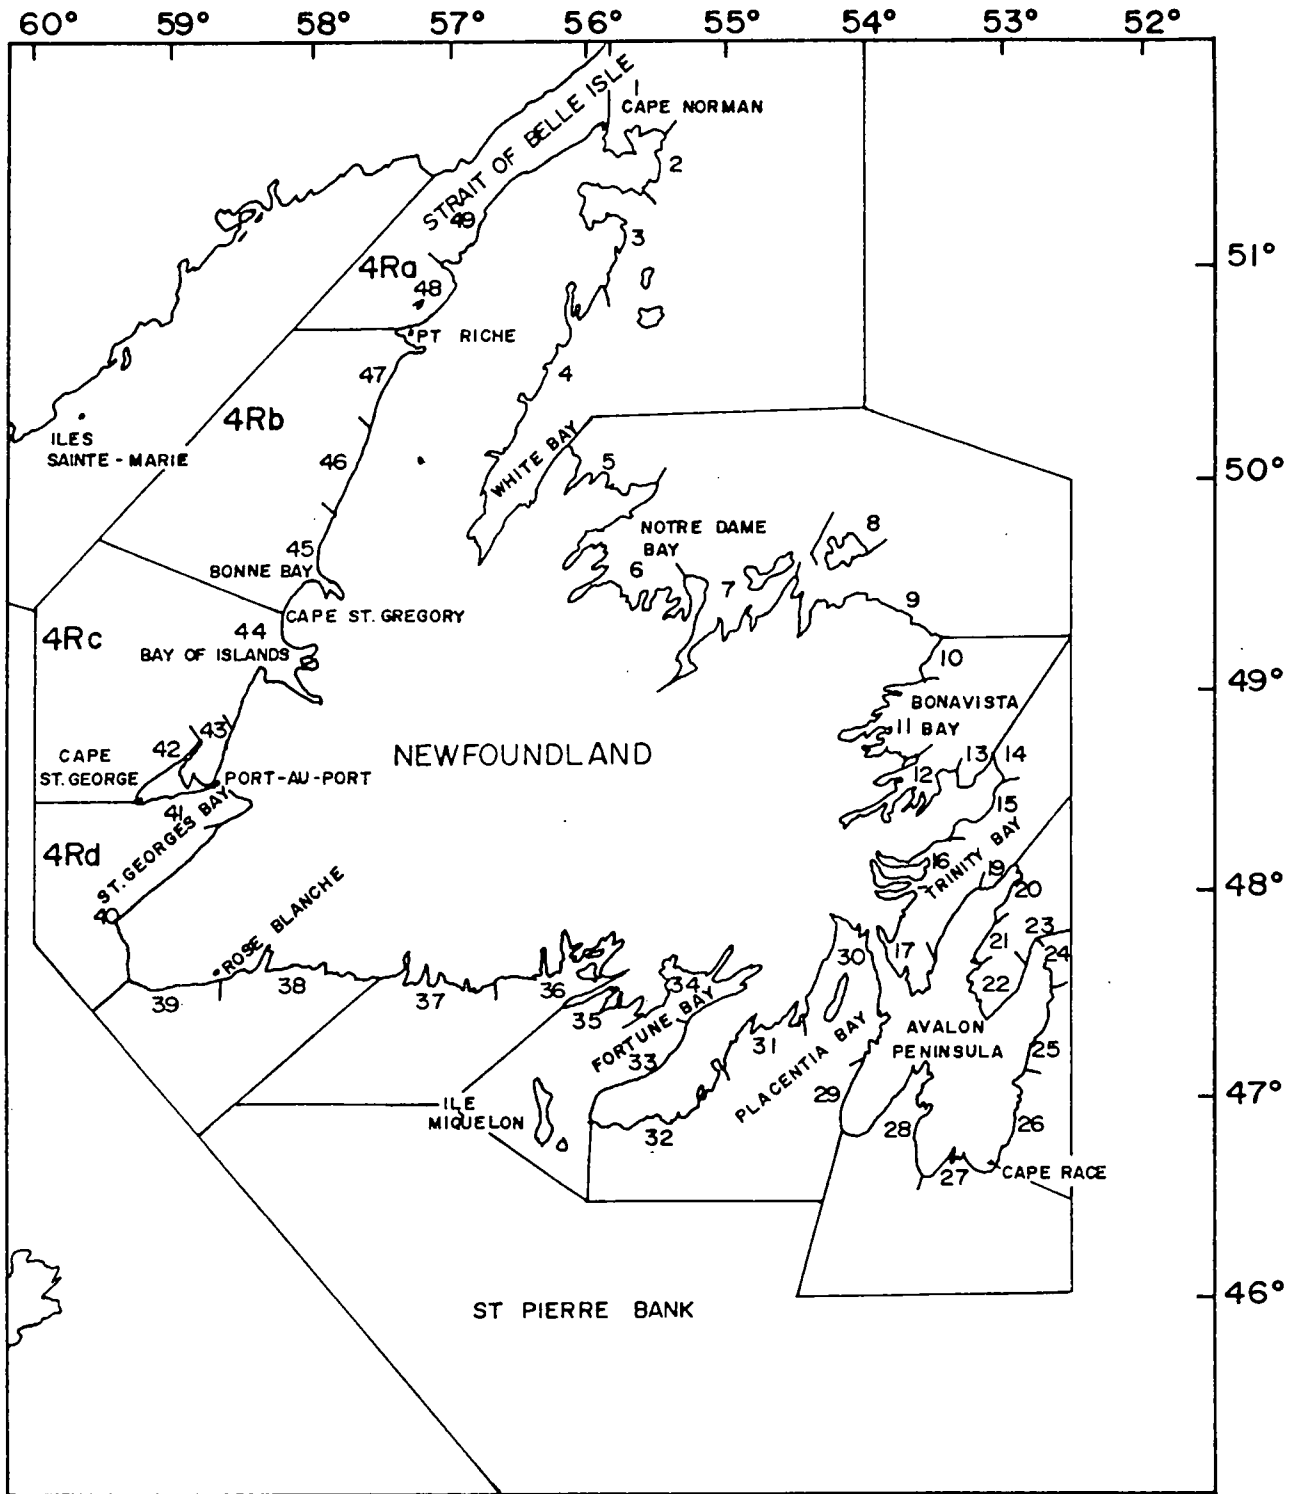 60° 59° 58° 57° 56° 55° 54° 53° 52°
STRAIT OF BELLE ISLE
1
CAPE NORMAN
2
49
3
4Ra
51°
48
PT RICHE
47
4
4Rb
ILES
SAINTE-MARIE
46
WHITE BAY
5
50°
NOTRE DAME
BAY
8
45
BONNE BAY
6
7
9
CAPE ST. GREGORY
4Rc
44
BAY OF ISLANDS
10
49°
BONAVISTA
BAY
11
43
42
CAPE
ST. GEORGE
NEWFOUNDLAND
13
14
12
PORT-AU-PORT
15
41
ST. GEORGES BAY
4Rd
TRINITY BAY
16
19
20
48°
40
ROSE BLANCHE
23
21
24
17
22
30
34
39
38
37
36
35
FORTUNE BAY
33
31
PLACENTIA BAY
AVALON
PENINSULA
25
29
47°
ILE
MIQUELON
32
28
26
27
CAPE RACE
46°
ST PIERRE BANK